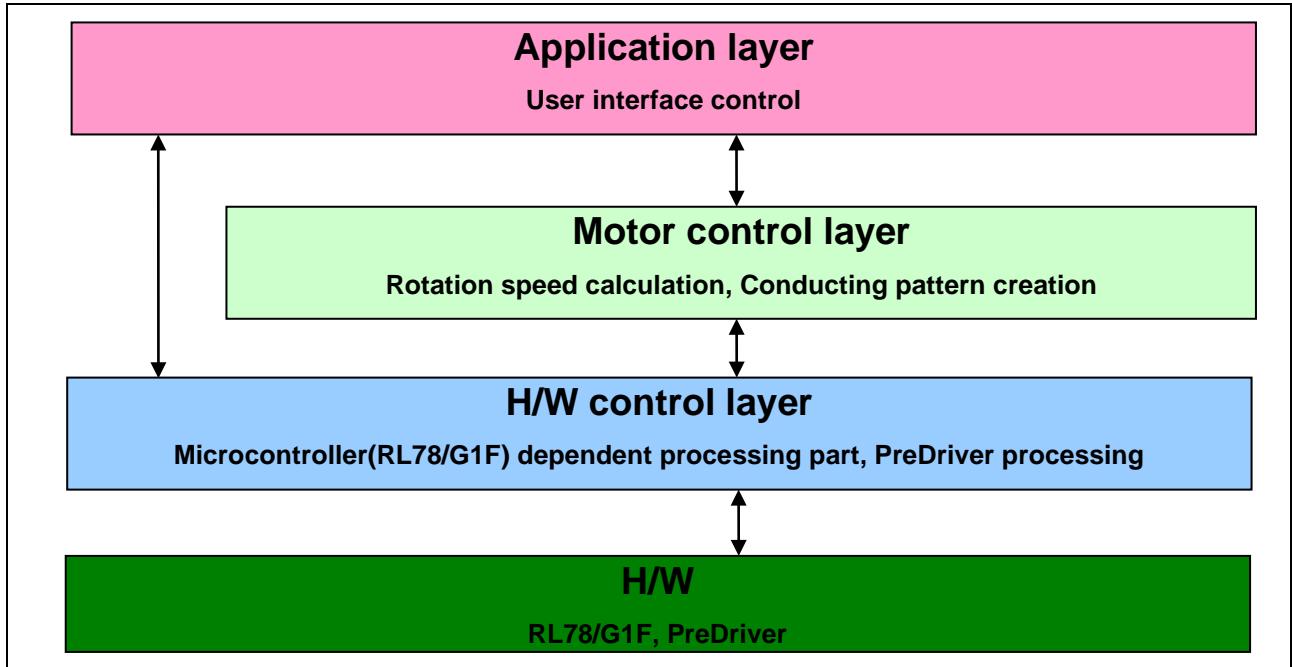 Application layer
User interface control
Motor control layer
Rotation speed calculation, Conducting pattern creation
H/W control layer
Microcontroller(RL78/G1F) dependent processing part, PreDriver processing
H/W
RL78/G1F, PreDriver